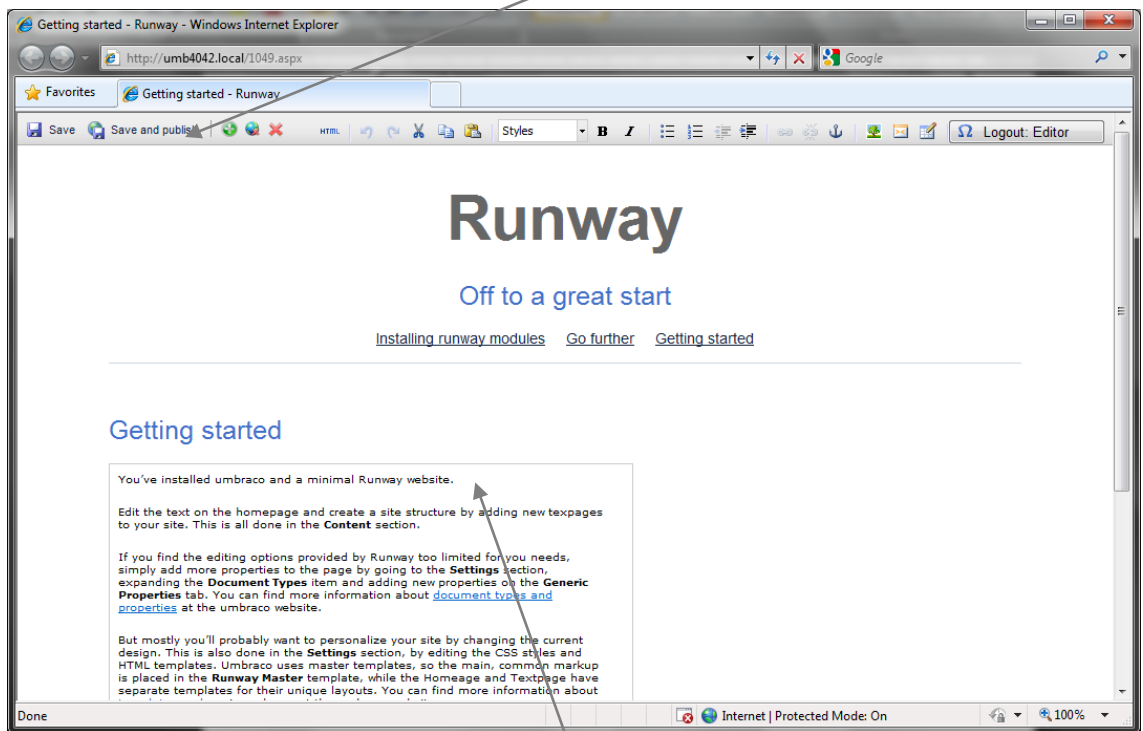 Getting started - Runway - Windows Internet Explorer
http://umb4042.local/1049.aspx Google
Favorites Getting started - Runway
Save Save and publish HTML Styles B I Logout: Editor
Runway
Off to a great start
Installing runway modules Go further Getting started
Getting started
You've installed umbraco and a minimal Runway website.
Edit the text on the homepage and create a site structure by adding new texpages
to your site. This is all done in the Content section.
If you find the editing options provided by Runway too limited for you needs,
simply add more properties to the page by going to the Settings section,
expanding the Document Types item and adding new properties on the Generic
Properties tab. You can find more information about document types and
properties at the umbraco website.
But mostly you'll probably want to personalize your site by changing the current
design. This is also done in the Settings section, by editing the CSS styles and
HTML templates. Umbraco uses master templates, so the main, common markup
is placed in the Runway Master template, while the Homeage and Textpage have
separate templates for their unique layouts. You can find more information about
Done Internet | Protected Mode: On 100%